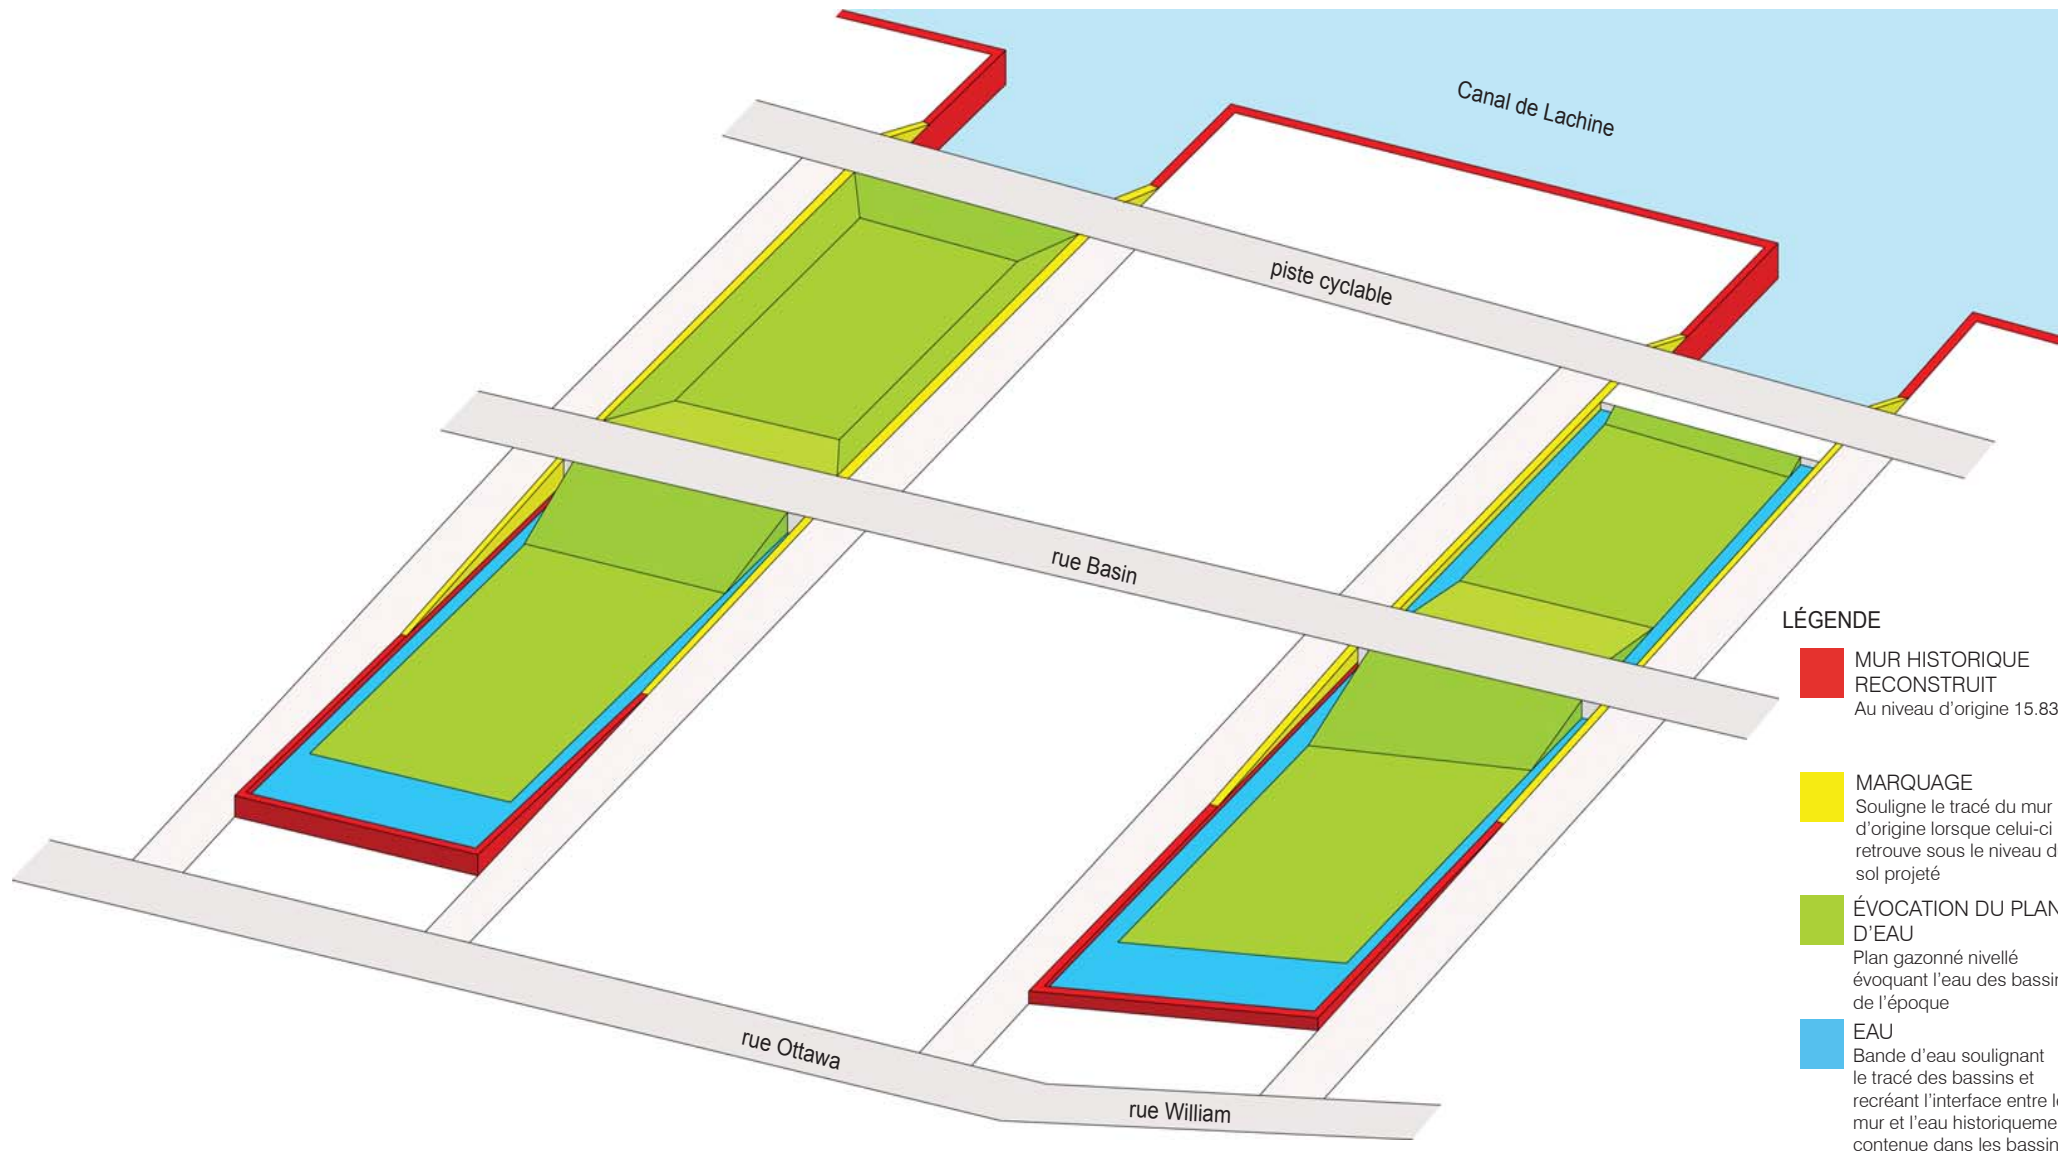 Canal de Lachine
piste cyclable
rue Basin
rue Ottawa
rue William
LÉGENDE
MUR HISTORIQUE
RECONSTRUIT
Au niveau d'origine 15.83
MARQUAGE
Souligne le tracé du mur
d'origine lorsque celui-ci
retrouve sous le niveau d
sol projeté
ÉVOCATION DU PLAN
D'EAU
Plan gazonné nivellé
évoquant l'eau des bassin
de l'époque
EAU
Bande d'eau soulignant
le tracé des bassins et
recréant l'interface entre le
mur et l'eau historiqueme
contenue dans les bassin